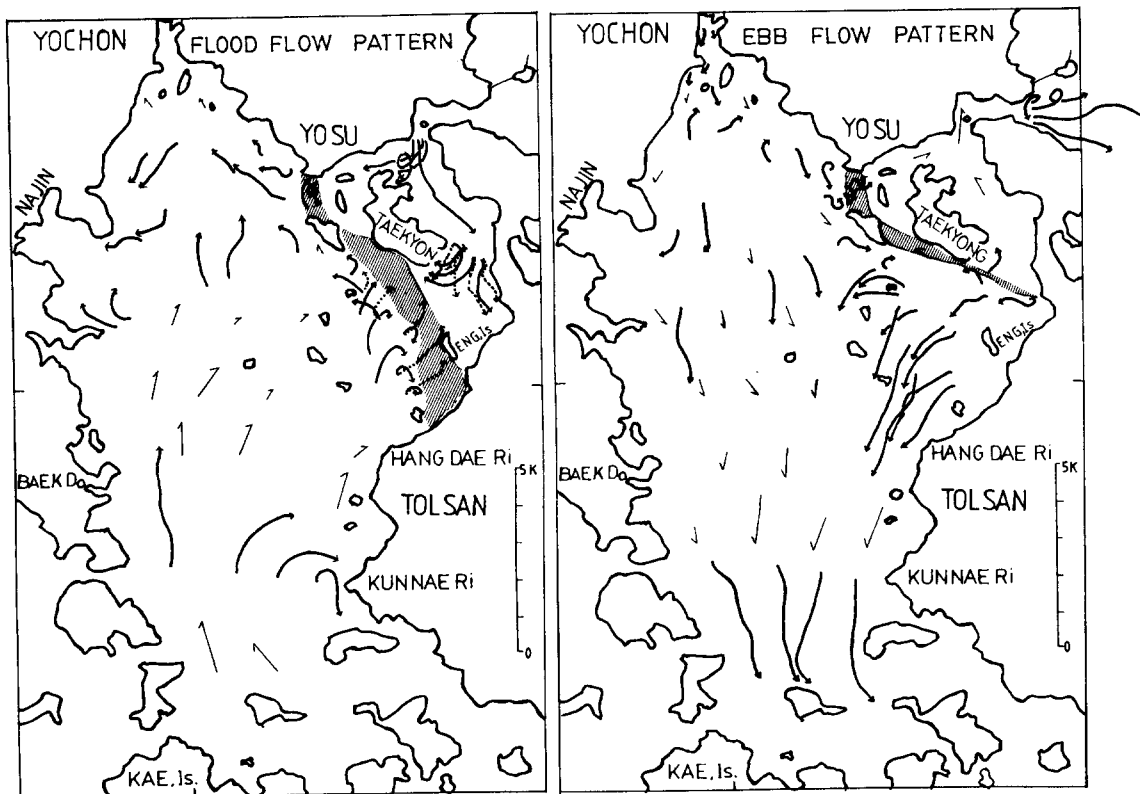 YOCHON
FLOOD FLOW PATTERN
YOSU
NAJIN
TAEKYON
ENG.Is
HANG DAE Ri
5K
BAEK Do
TOLSAN
KUNNAE Ri
0
KAE, Is.
YOCHON
EBB FLOW PATTERN
YOSU
NAJIN
TAEKYONG
ENG.Is
HANG DAE Ri
5K
BAEK Do
TOLSAN
KUNNAE Ri
0
KAE, Is.